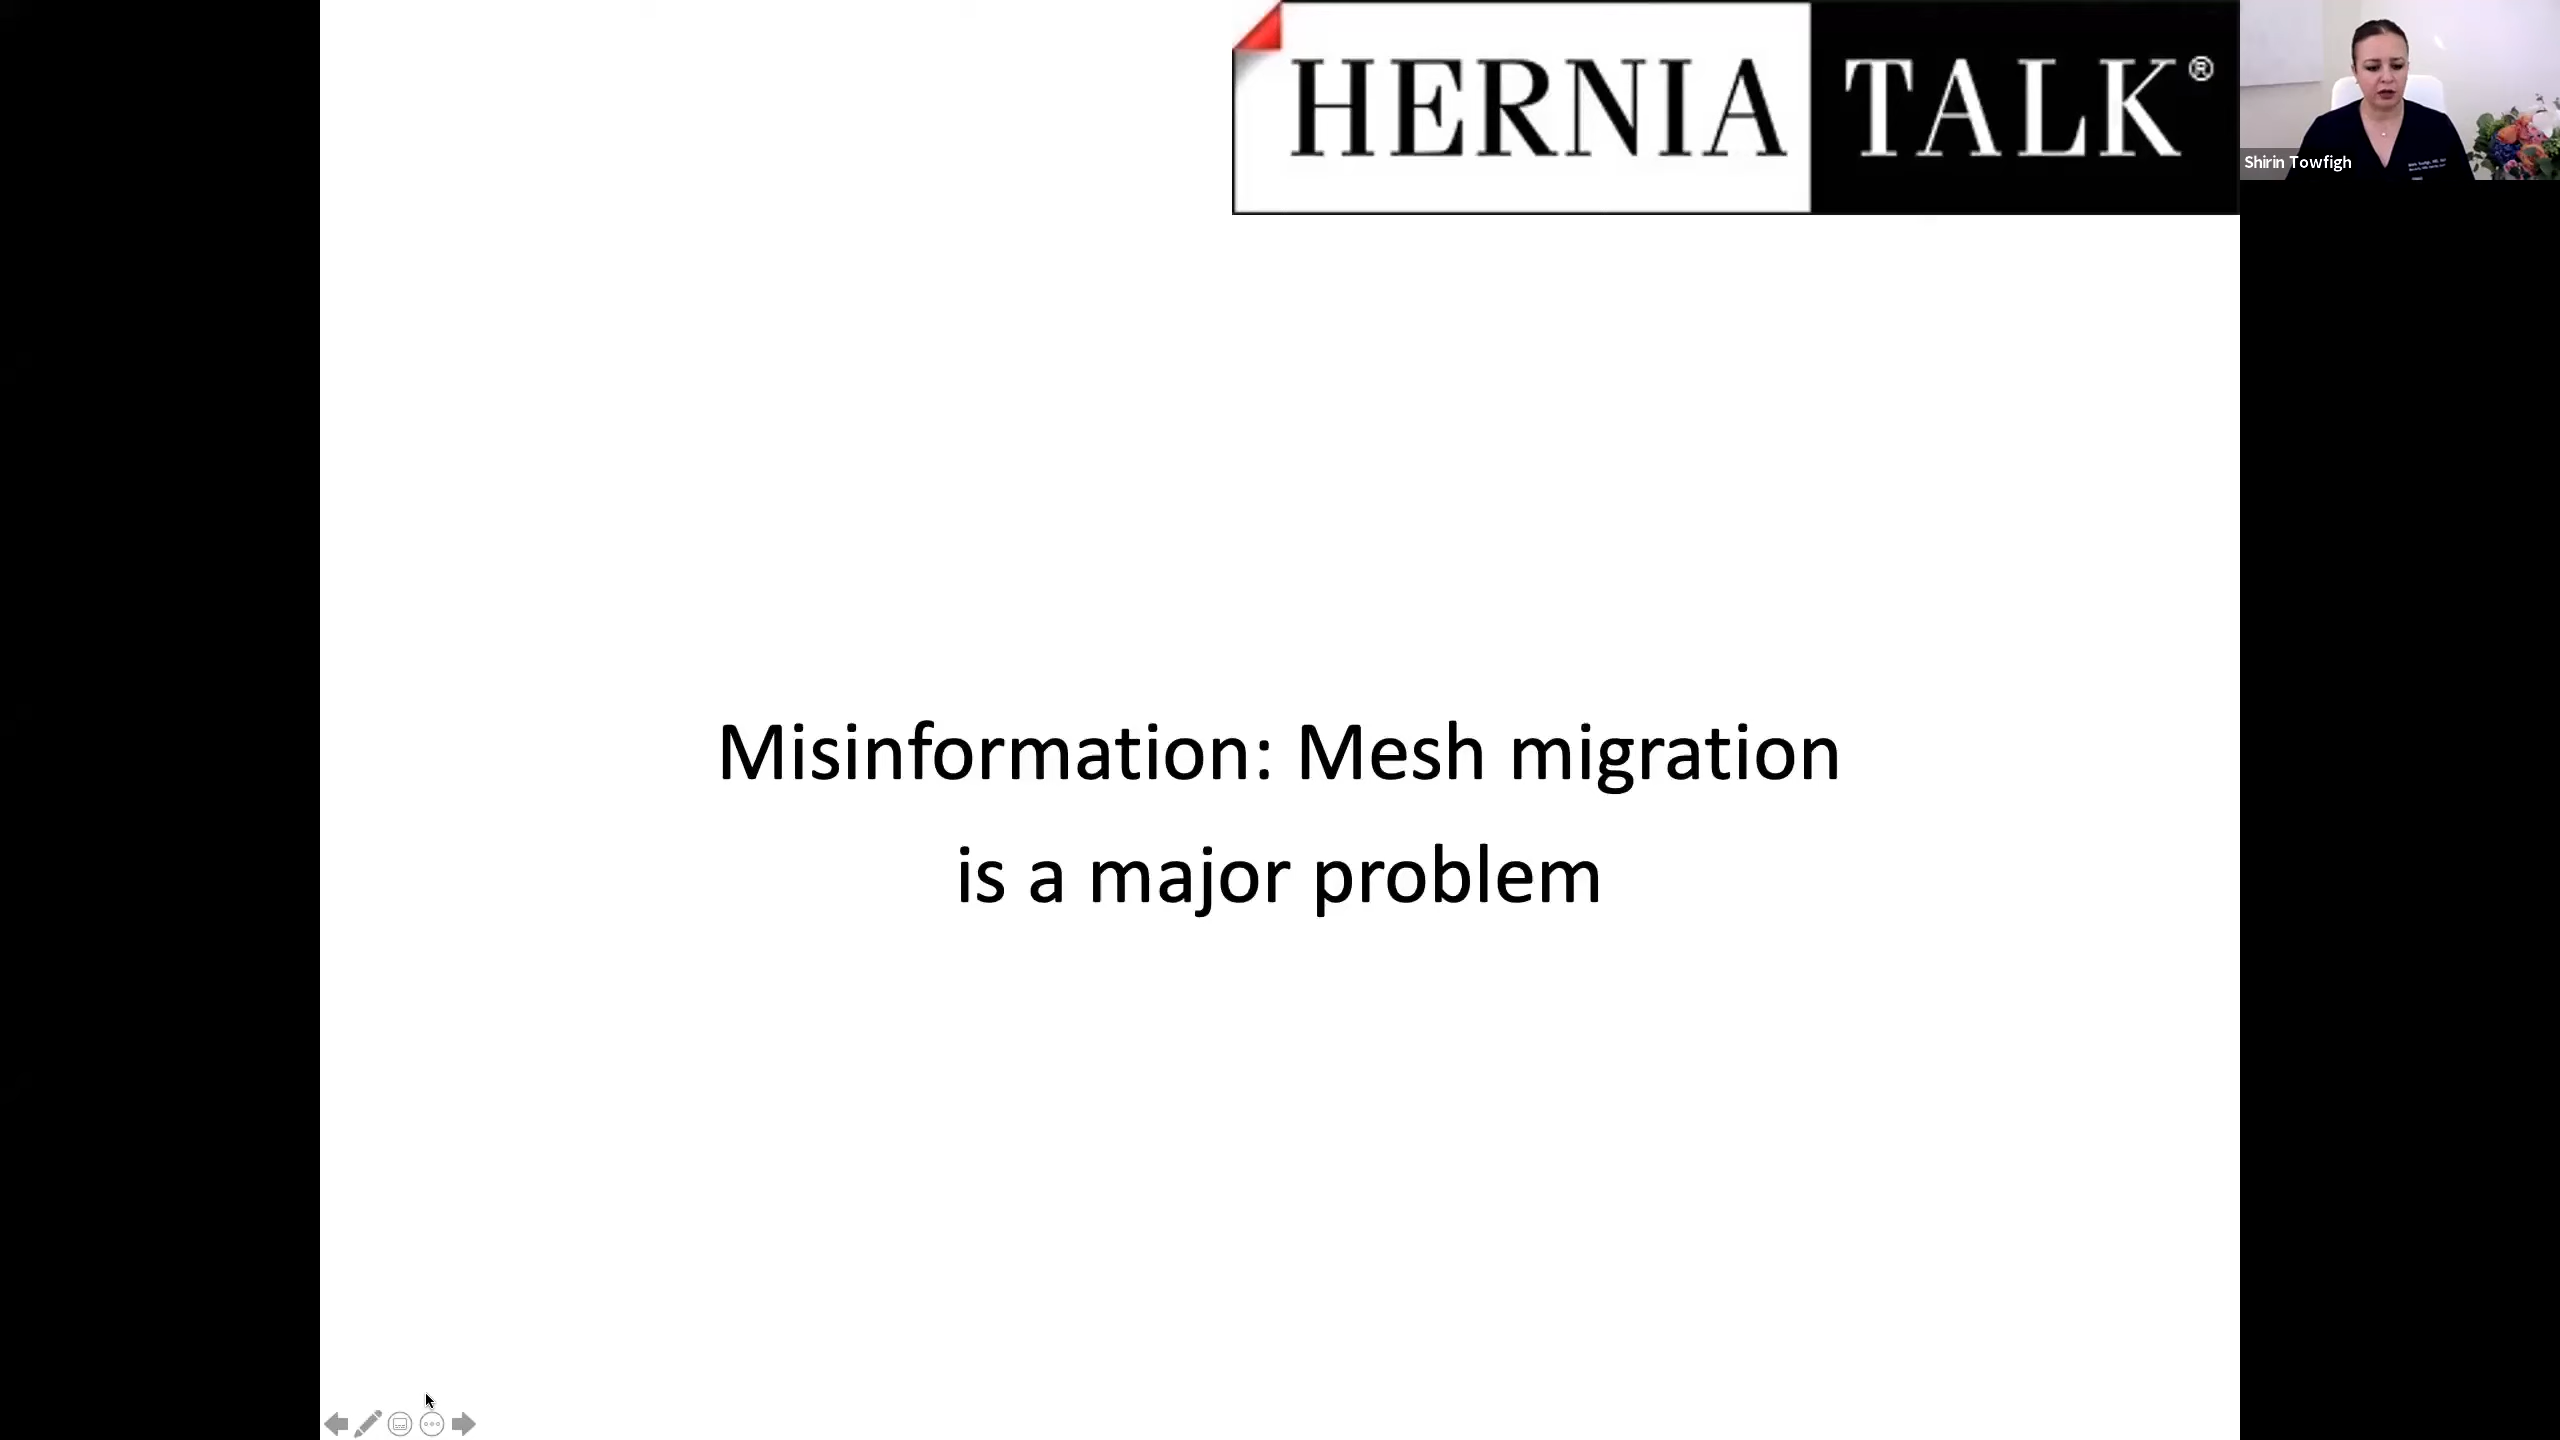 HERNIA TALK®
Shirin Towfigh
Misinformation: Mesh migration
is a major problem